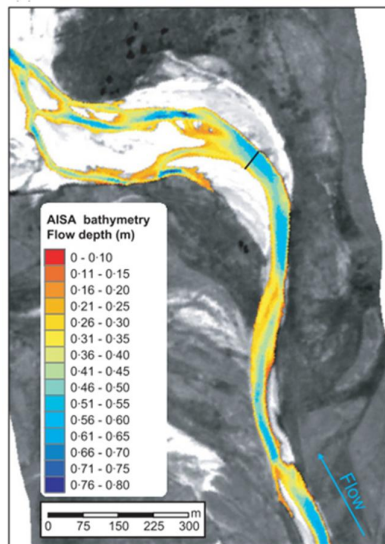 AISA bathymetry
Flow depth (m)
0 - 0·10
0·11 - 0·15
0·16 - 0·20
0·21 - 0·25
0·26 - 0·30
0·31 - 0·35
0·36 - 0·40
0·41 - 0·45
0·46 - 0·50
0·51 - 0·55
0·56 - 0·60
0·61 - 0·65
0·66 - 0·70
0·71 - 0·75
0·76 - 0·80
m
0 75 150 225 300
Flow